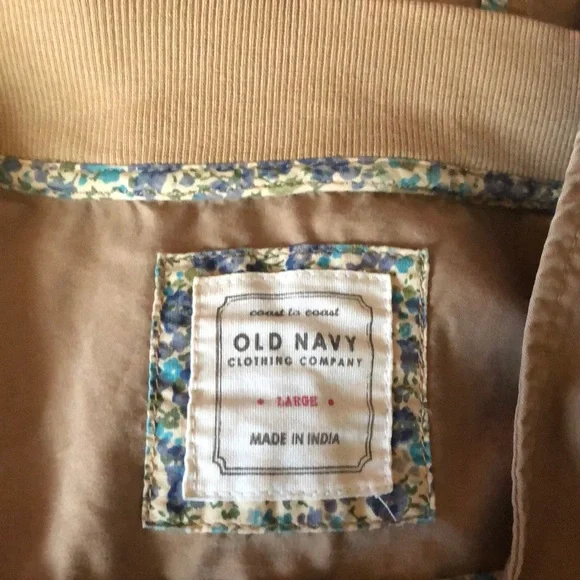 coast to coast
OLD NAVY
CLOTHING COMPANY
• LARGE •
MADE IN INDIA